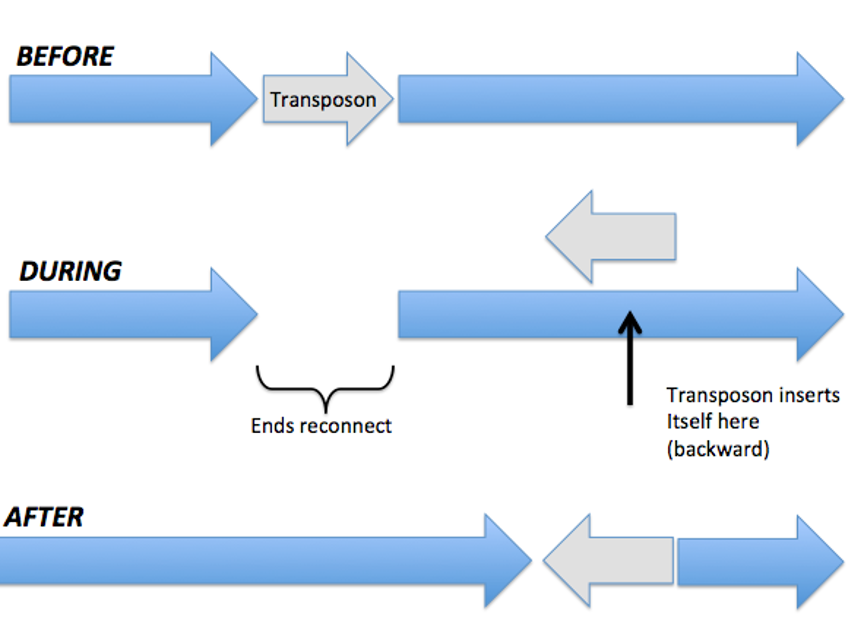 BEFORE
Transposon
DURING
Ends reconnect
Transposon inserts
Itself here
(backward)
AFTER